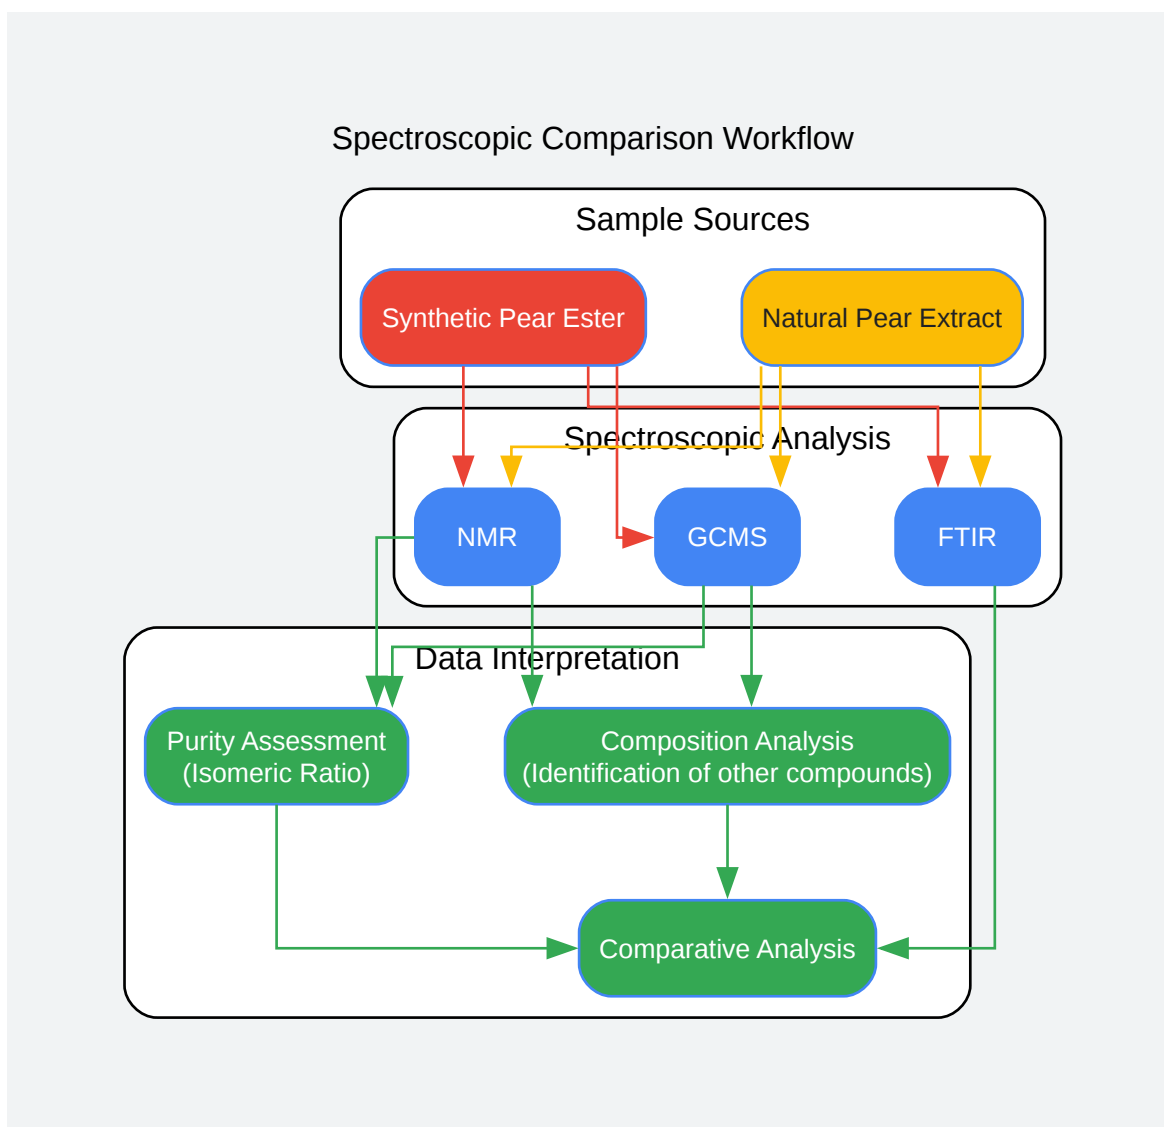 Spectroscopic Comparison Workflow
Sample Sources
Synthetic Pear Ester
Natural Pear Extract
Spectroscopic Analysis
NMR
GCMS
FTIR
Data Interpretation
Purity Assessment
(Isomeric Ratio)
Composition Analysis
(Identification of other compounds)
Comparative Analysis